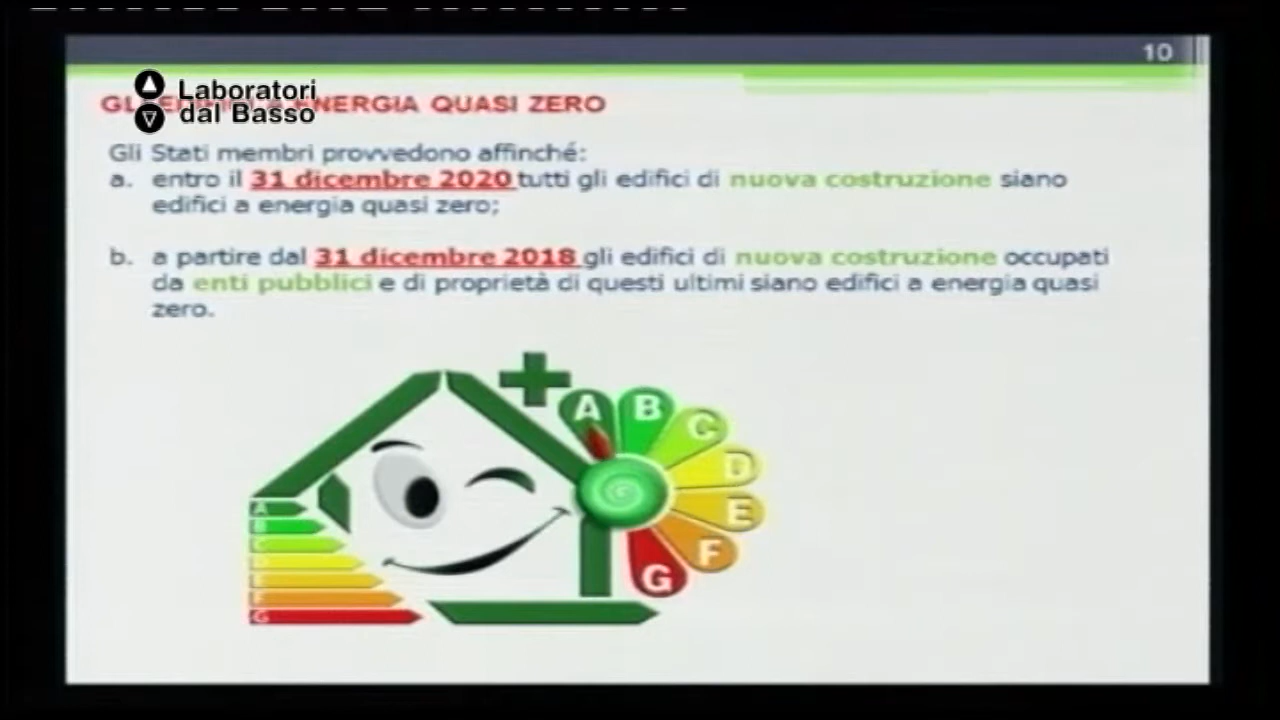 10
Laboratori
dal Basso
ENERGIA QUASI ZERO
Gli Stati membri provvedono affinché:
a. entro il 31 dicembre 2020 tutti gli edifici di nuova costruzione siano
edifici a energia quasi zero;
b. a partire dal 31 dicembre 2018 gli edifici di nuova costruzione occupati
da enti pubblici e di proprietà di questi ultimi siano edifici a energia quasi
zero.
A
B
C
D
E
F
G
A
B
C
D
E
F
G